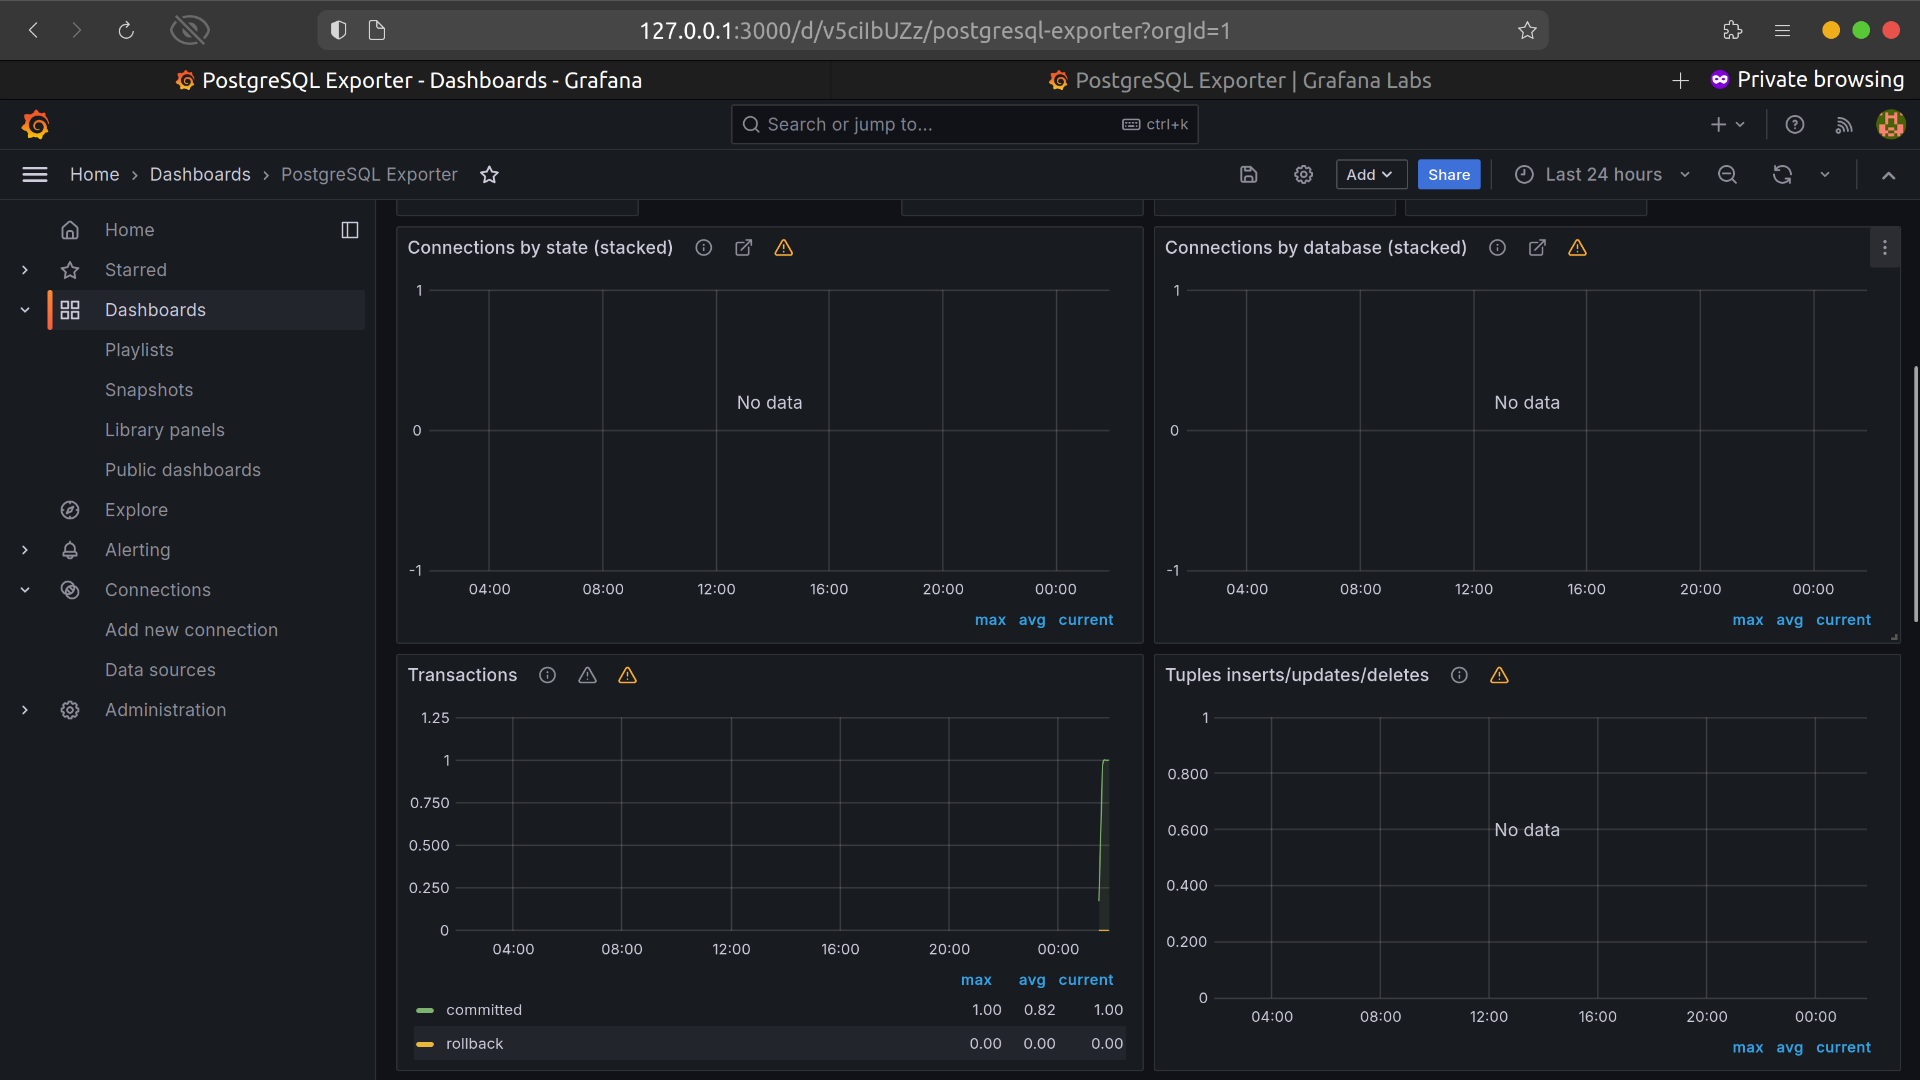 127.0.0.1:3000/d/v5ciIbUZz/postgresql-exporter?orgId=1
PostgreSQL Exporter - Dashboards - Grafana
PostgreSQL Exporter | Grafana Labs
Private browsing
Search or jump to...
ctrl+k
Home
Dashboards
PostgreSQL Exporter
Add
Share
Last 24 hours
Home
Starred
Dashboards
Playlists
Snapshots
Library panels
Public dashboards
Explore
Alerting
Connections
Add new connection
Data sources
Administration
Connections by state (stacked)
1
0
-1
No data
04:00 08:00 12:00 16:00 20:00 00:00
max avg current
Connections by database (stacked)
1
0
-1
No data
04:00 08:00 12:00 16:00 20:00 00:00
max avg current
Transactions
1.25
1
0.750
0.500
0.250
0
04:00 08:00 12:00 16:00 20:00 00:00
max avg current
committed 1.00 0.82 1.00
rollback 0.00 0.00 0.00
Tuples inserts/updates/deletes
1
0.800
0.600
0.400
0.200
0
No data
04:00 08:00 12:00 16:00 20:00 00:00
max avg current